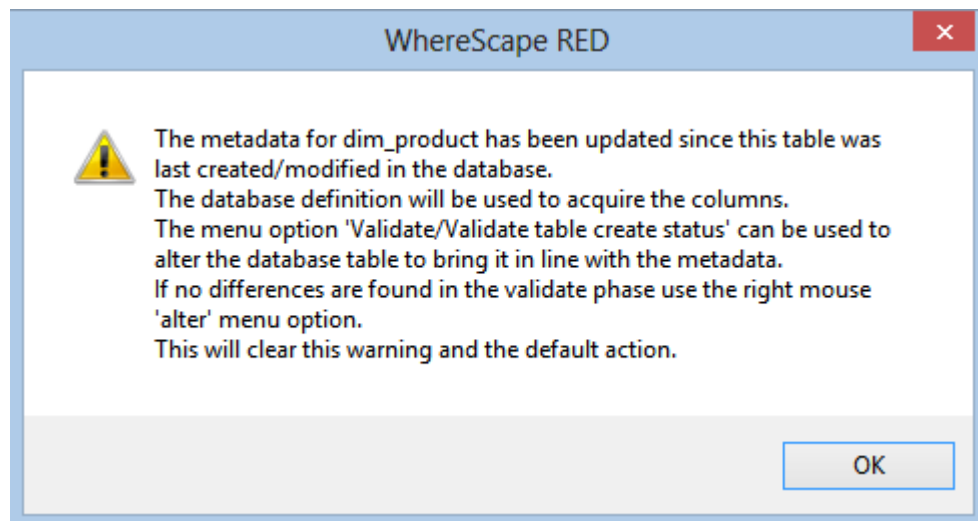 WhereScape RED
The metadata for dim_product has been updated since this table was
last created/modified in the database.
The database definition will be used to acquire the columns.
The menu option 'Validate/Validate table create status' can be used to
alter the database table to bring it in line with the metadata.
If no differences are found in the validate phase use the right mouse
'alter' menu option.
This will clear this warning and the default action.
OK